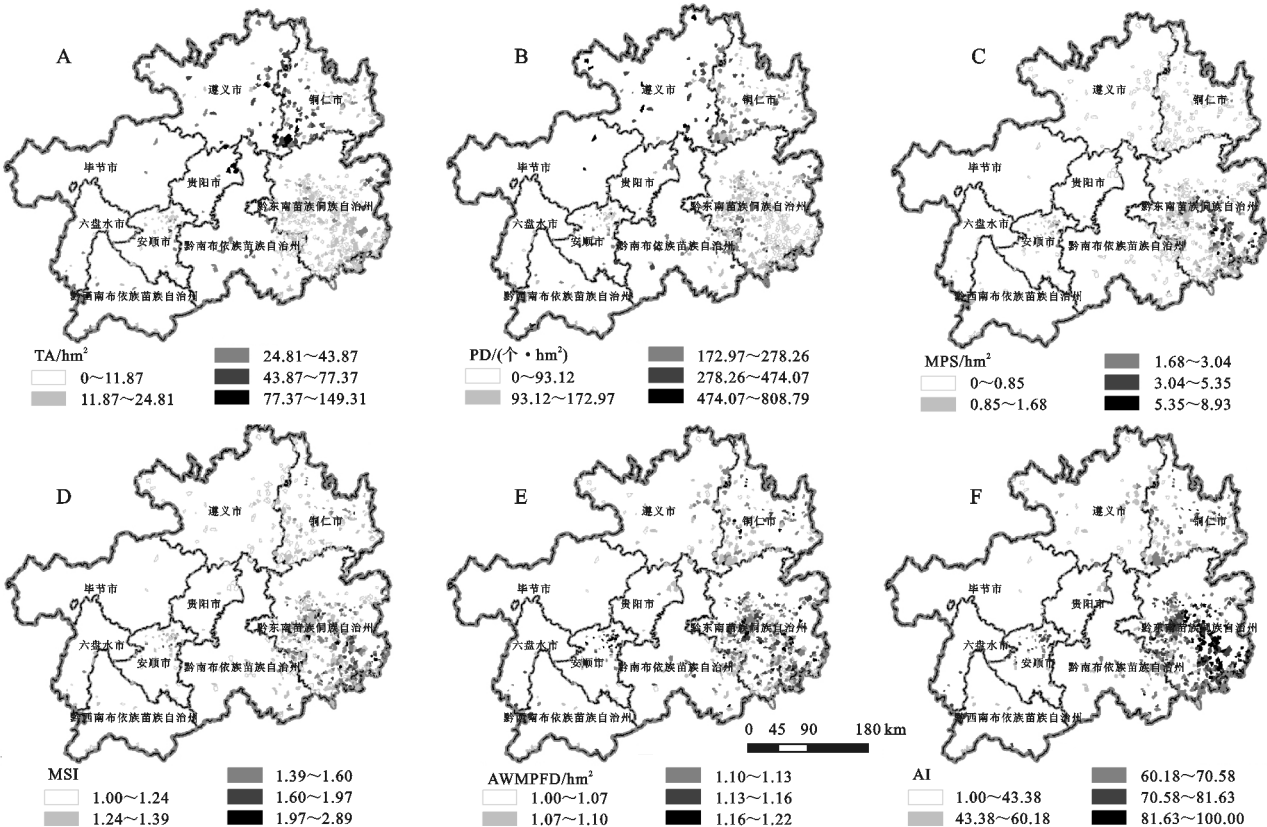 A
遵义市
铜仁市
毕节市
贵阳市
黔东南苗族侗族自治州
六盘水市
安顺市
黔南布依族苗族自治州
黔西南布依族苗族自治州
TA/hm²
0～11.87
11.87～24.81
24.81～43.87
43.87～77.37
77.37～149.31
B
遵义市
铜仁市
毕节市
贵阳市
黔东南苗族侗族自治州
六盘水市
安顺市
黔南布依族苗族自治州
黔西南布依族苗族自治州
PD/(个·hm²)
0～93.12
93.12～172.97
172.97～278.26
278.26～474.07
474.07～808.79
C
遵义市
铜仁市
毕节市
贵阳市
黔东南苗族侗族自治州
六盘水市
安顺市
黔南布依族苗族自治州
黔西南布依族苗族自治州
MPS/hm²
0～0.85
0.85～1.68
1.68～3.04
3.04～5.35
5.35～8.93
D
遵义市
铜仁市
毕节市
贵阳市
黔东南苗族侗族自治州
六盘水市
安顺市
黔南布依族苗族自治州
黔西南布依族苗族自治州
MSI
1.00～1.24
1.24～1.39
1.39～1.60
1.60～1.97
1.97～2.89
E
遵义市
铜仁市
毕节市
贵阳市
黔东南苗族侗族自治州
六盘水市
安顺市
黔南布依族苗族自治州
黔西南布依族苗族自治州
0 45 90 180 km
AWMPFD/hm²
1.00～1.07
1.07～1.10
1.10～1.13
1.13～1.16
1.16～1.22
F
遵义市
铜仁市
毕节市
贵阳市
黔东南苗族侗族自治州
六盘水市
安顺市
黔南布依族苗族自治州
黔西南布依族苗族自治州
AI
1.00～43.38
43.38～60.18
60.18～70.58
70.58～81.63
81.63～100.00